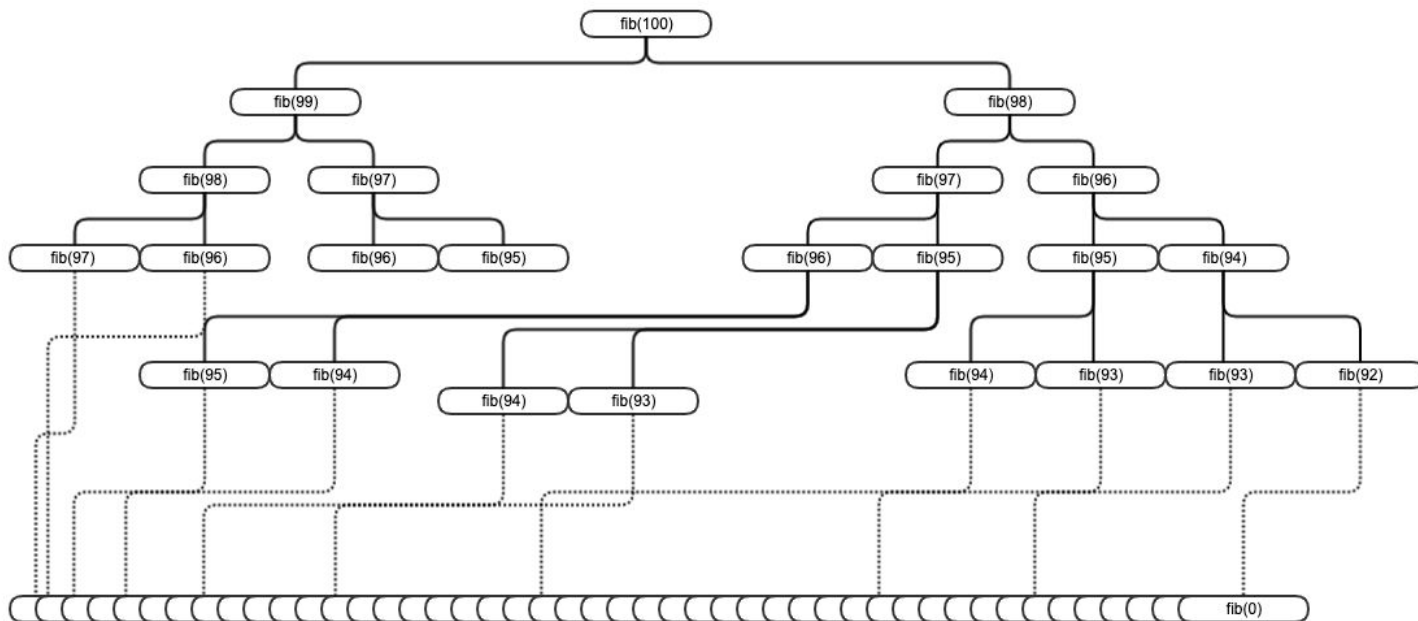 fib(100)
fib(99) fib(98)
fib(98) fib(97) fib(97) fib(96)
fib(97) fib(96) fib(96) fib(95) fib(96) fib(95) fib(95) fib(94)
fib(95) fib(94) fib(94) fib(93) fib(93) fib(92)
fib(94) fib(93)
fib(0)